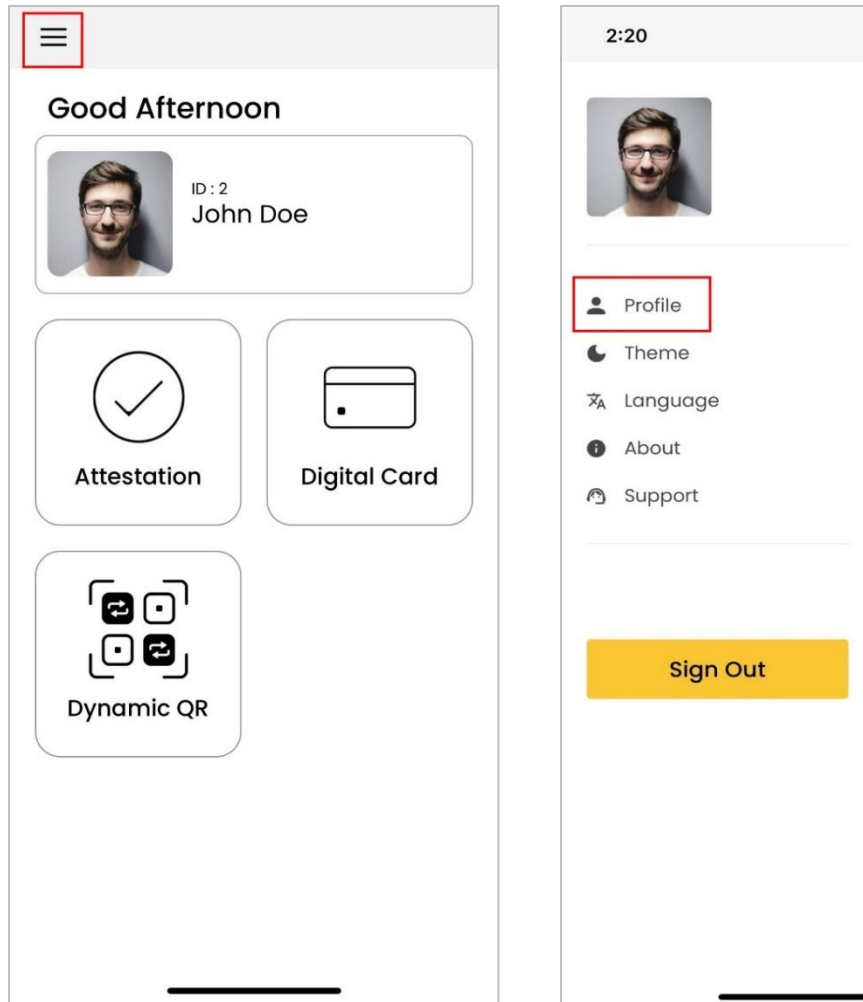 Good Afternoon
ID : 2
John Doe
Attestation
Digital Card
Dynamic QR
2:20
Profile
Theme
Language
About
Support
Sign Out